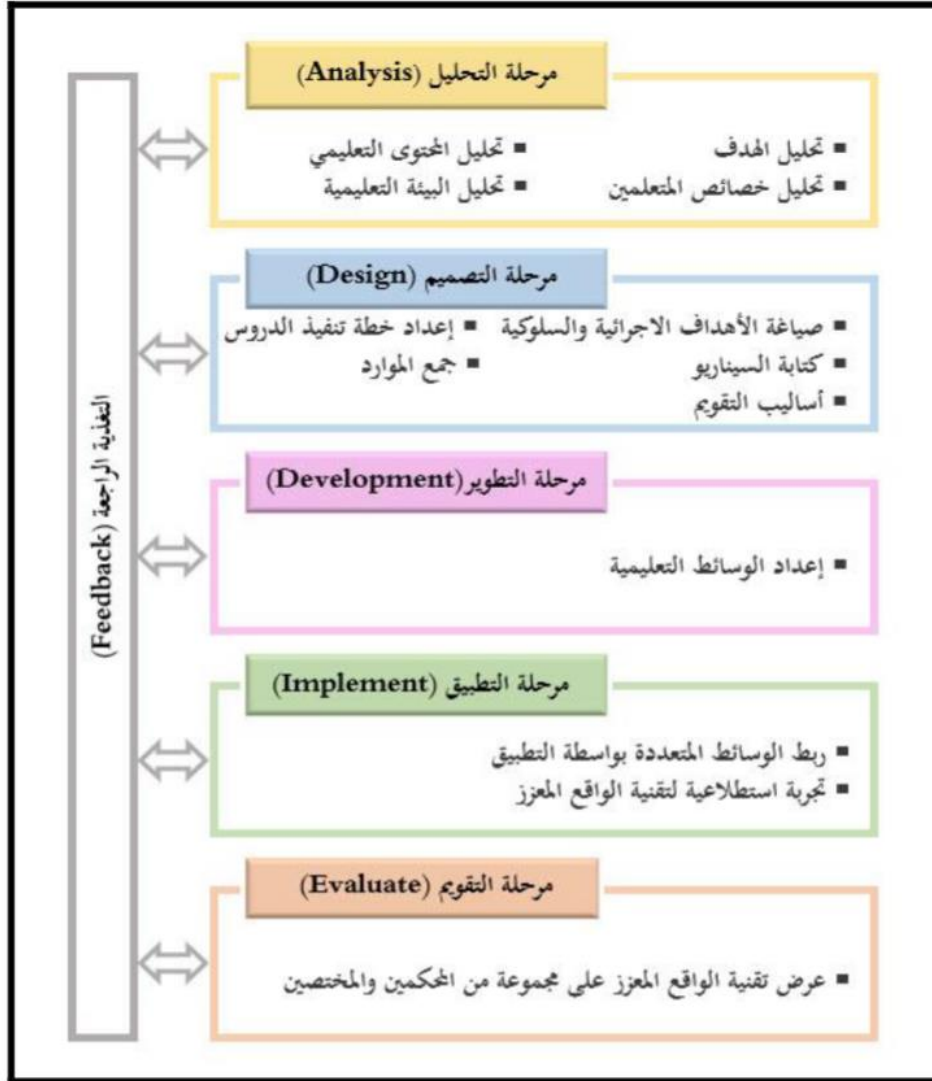 مرحلة التحليل (Analysis)
تحليل الهدف
تحليل المحتوى التعليمي
تحليل خصائص المتعلمين
تحليل البيئة التعليمية
مرحلة التصميم (Design)
صياغة الأهداف الاجرائية والسلوكية
إعداد خطة تنفيذ الدروس
كتابة السيناريو
جمع الموارد
أساليب التقويم
مرحلة التطوير(Development)
إعداد الوسائط التعليمية
مرحلة التطبيق (Implement)
ربط الوسائط المتعددة بواسطة التطبيق
تجربة استطلاعية لتقنية الواقع المعزز
مرحلة التقويم (Evaluate)
عرض تقنية الواقع المعزز على مجموعة من المحكمين والمختصين
التغذية الراجعة (Feedback)